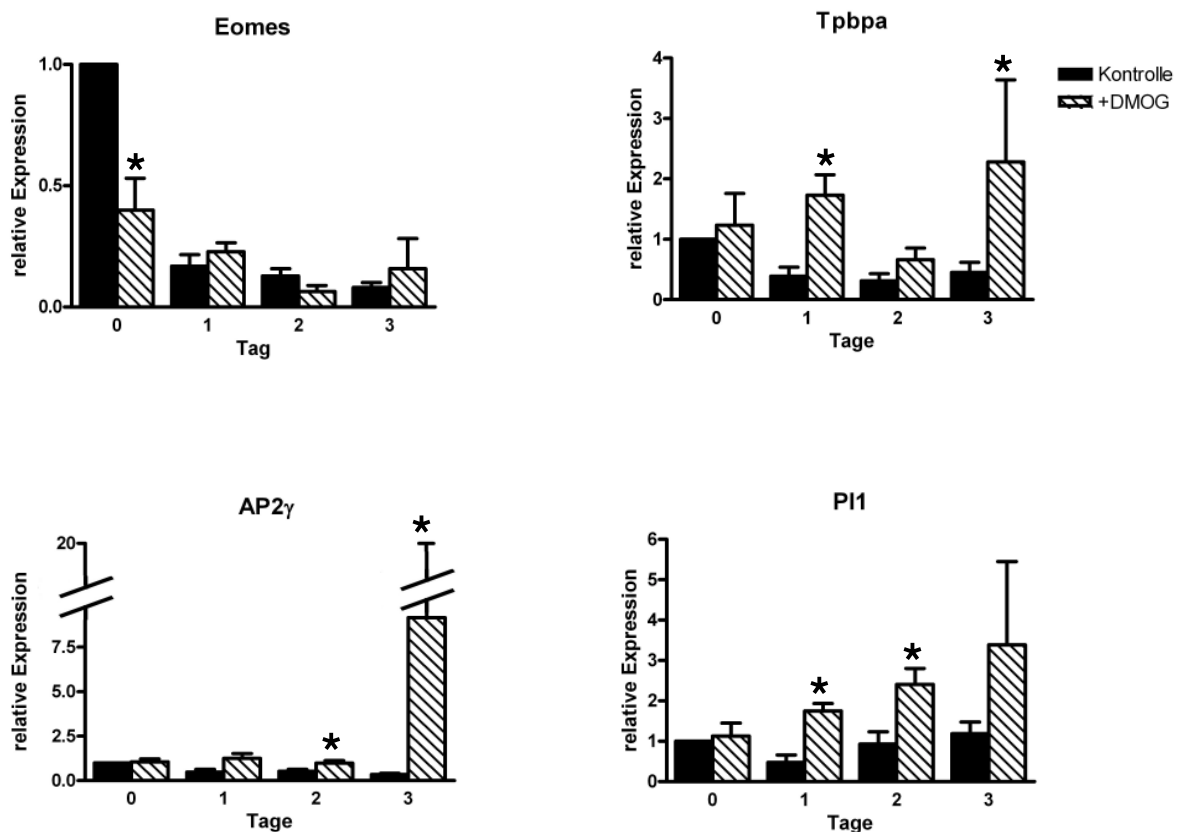 Eomes
relative Expression
1.0
0.5
0.0
0 1 2 3
Tag
Tpbpa
relative Expression
4
3
2
1
0
0 1 2 3
Tage
Kontrolle
+DMOG
AP2γ
relative Expression
20
7.5
5.0
2.5
0.0
0 1 2 3
Tage
Pl1
relative Expression
6
5
4
3
2
1
0
0 1 2 3
Tage